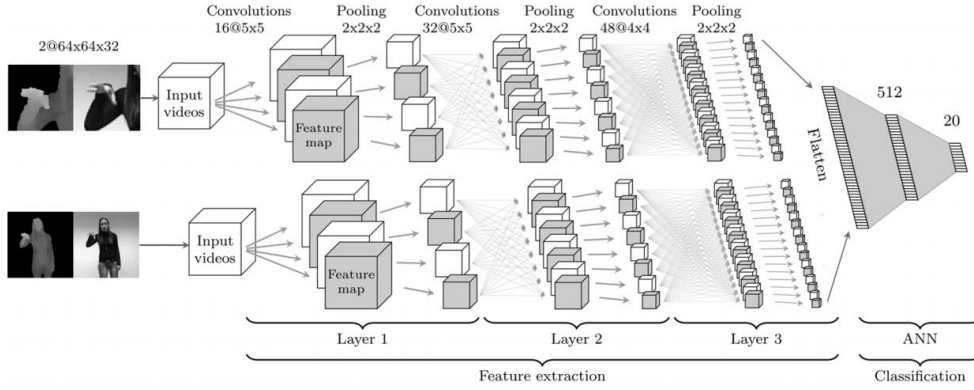 Convolutions Pooling Convolutions Pooling Convolutions Pooling
16@5x5 2x2x2 32@5x5 2x2x2 48@4x4 2x2x2
2@64x64x32
512
20
Input
videos
Feature
map
Flatten
Input
videos
Feature
map
Layer 1 Layer 2 Layer 3 ANN
Feature extraction Classification